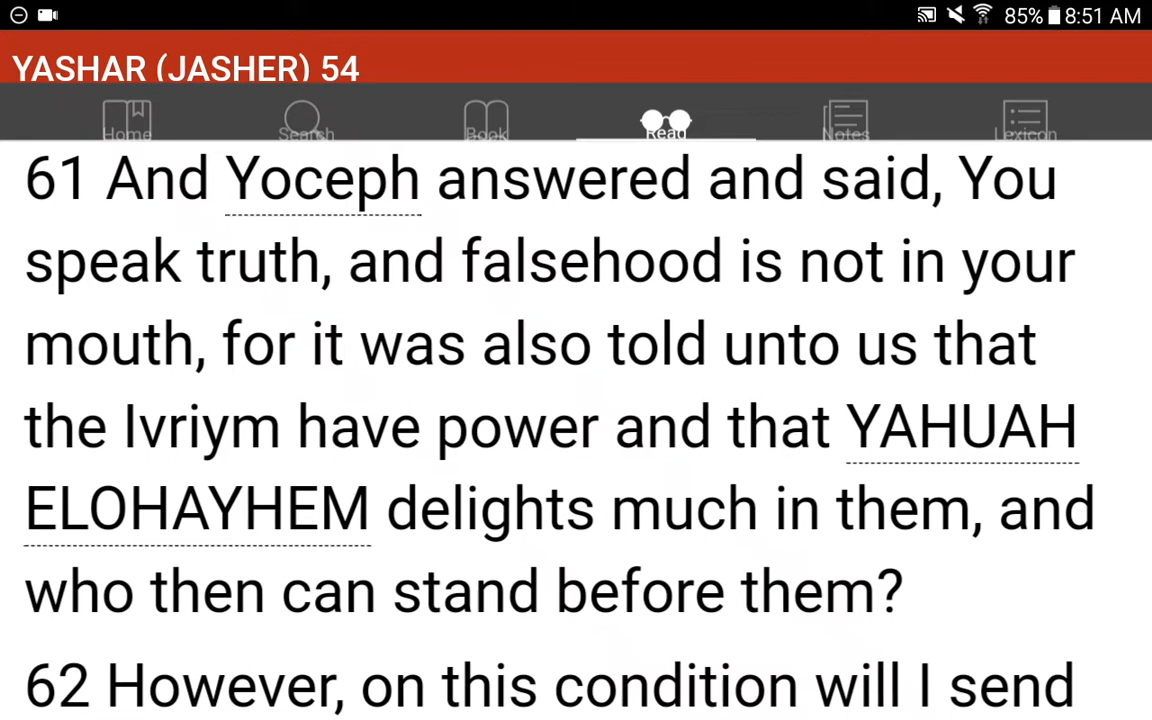 85% 8:51 AM
YASHAR (JASHER) 54
Home Search Book Read Notes Lexicon
61 And Yoceph answered and said, You
speak truth, and falsehood is not in your
mouth, for it was also told unto us that
the Ivriym have power and that YAHUAH
ELOHAYHEM delights much in them, and
who then can stand before them?
62 However, on this condition will I send